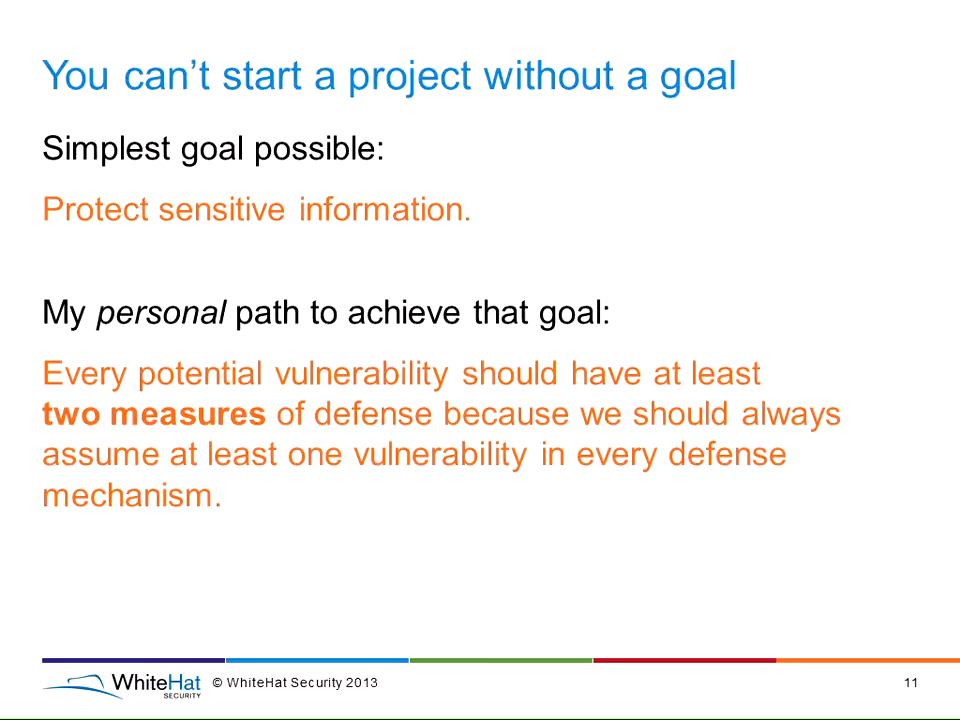 You can’t start a project without a goal
Simplest goal possible:
Protect sensitive information.
My personal path to achieve that goal:
Every potential vulnerability should have at least
two measures of defense because we should always
assume at least one vulnerability in every defense
mechanism.
WhiteHat
SECURITY
© WhiteHat Security 2013
11